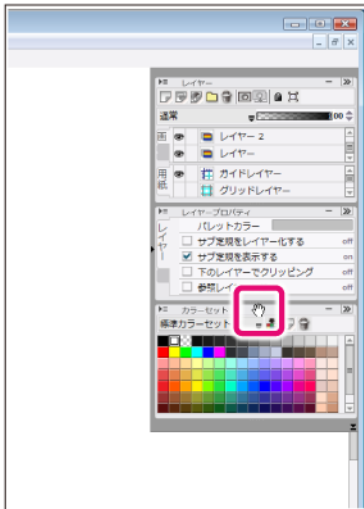 レイヤー
通常
00
画
レイヤー 2
レイヤー
用紙
ガイドレイヤー
グリッドレイヤー
レイヤープロパティ
レイヤー
パレットカラー
サブ定規をレイヤー化する off
サブ定規を表示する on
下のレイヤーでクリッピング off
参照レイ off
カラーセット
標準カラーセット